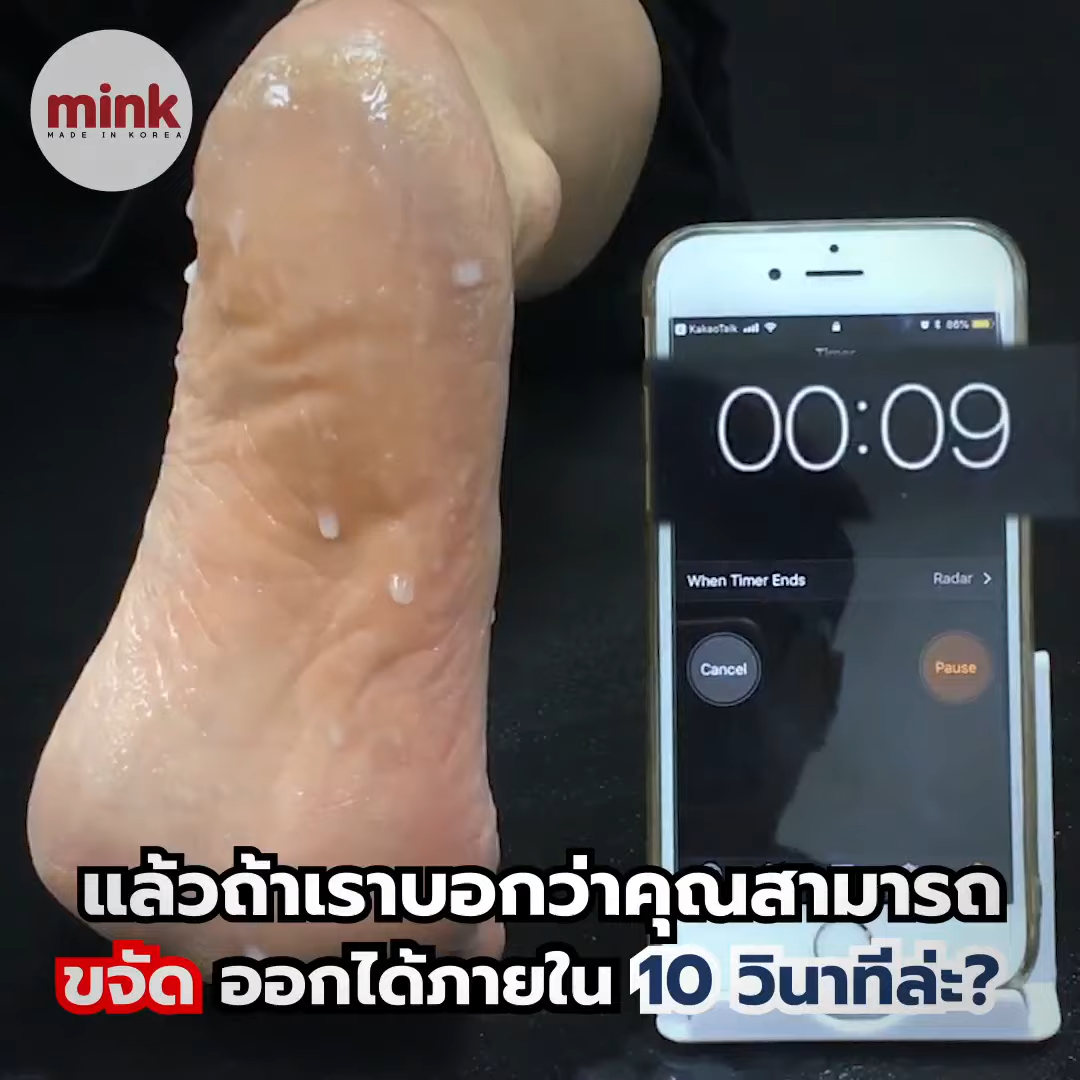 mink
MADE IN KOREA
KakaoTalk
86%
Timer
00:09
When Timer Ends
Radar
Cancel
Pause
แล้วถ้าเราบอกว่าคุณสามารถ
ขจัด ออกได้ภายใน 10 วินาทีล่ะ?